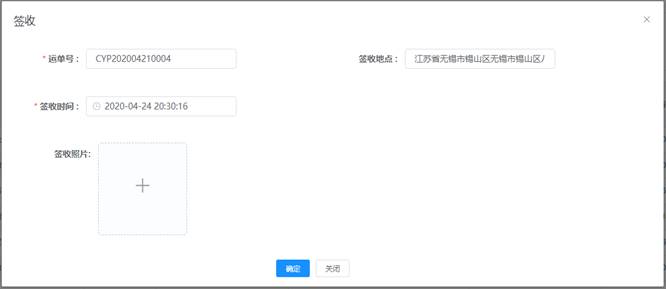 签收
* 运单号： CYP202004210004 签收地点： 江苏省无锡市锡山区无锡市锡山区
* 签收时间： 2020-04-24 20:30:16
签收照片:
确定 关闭